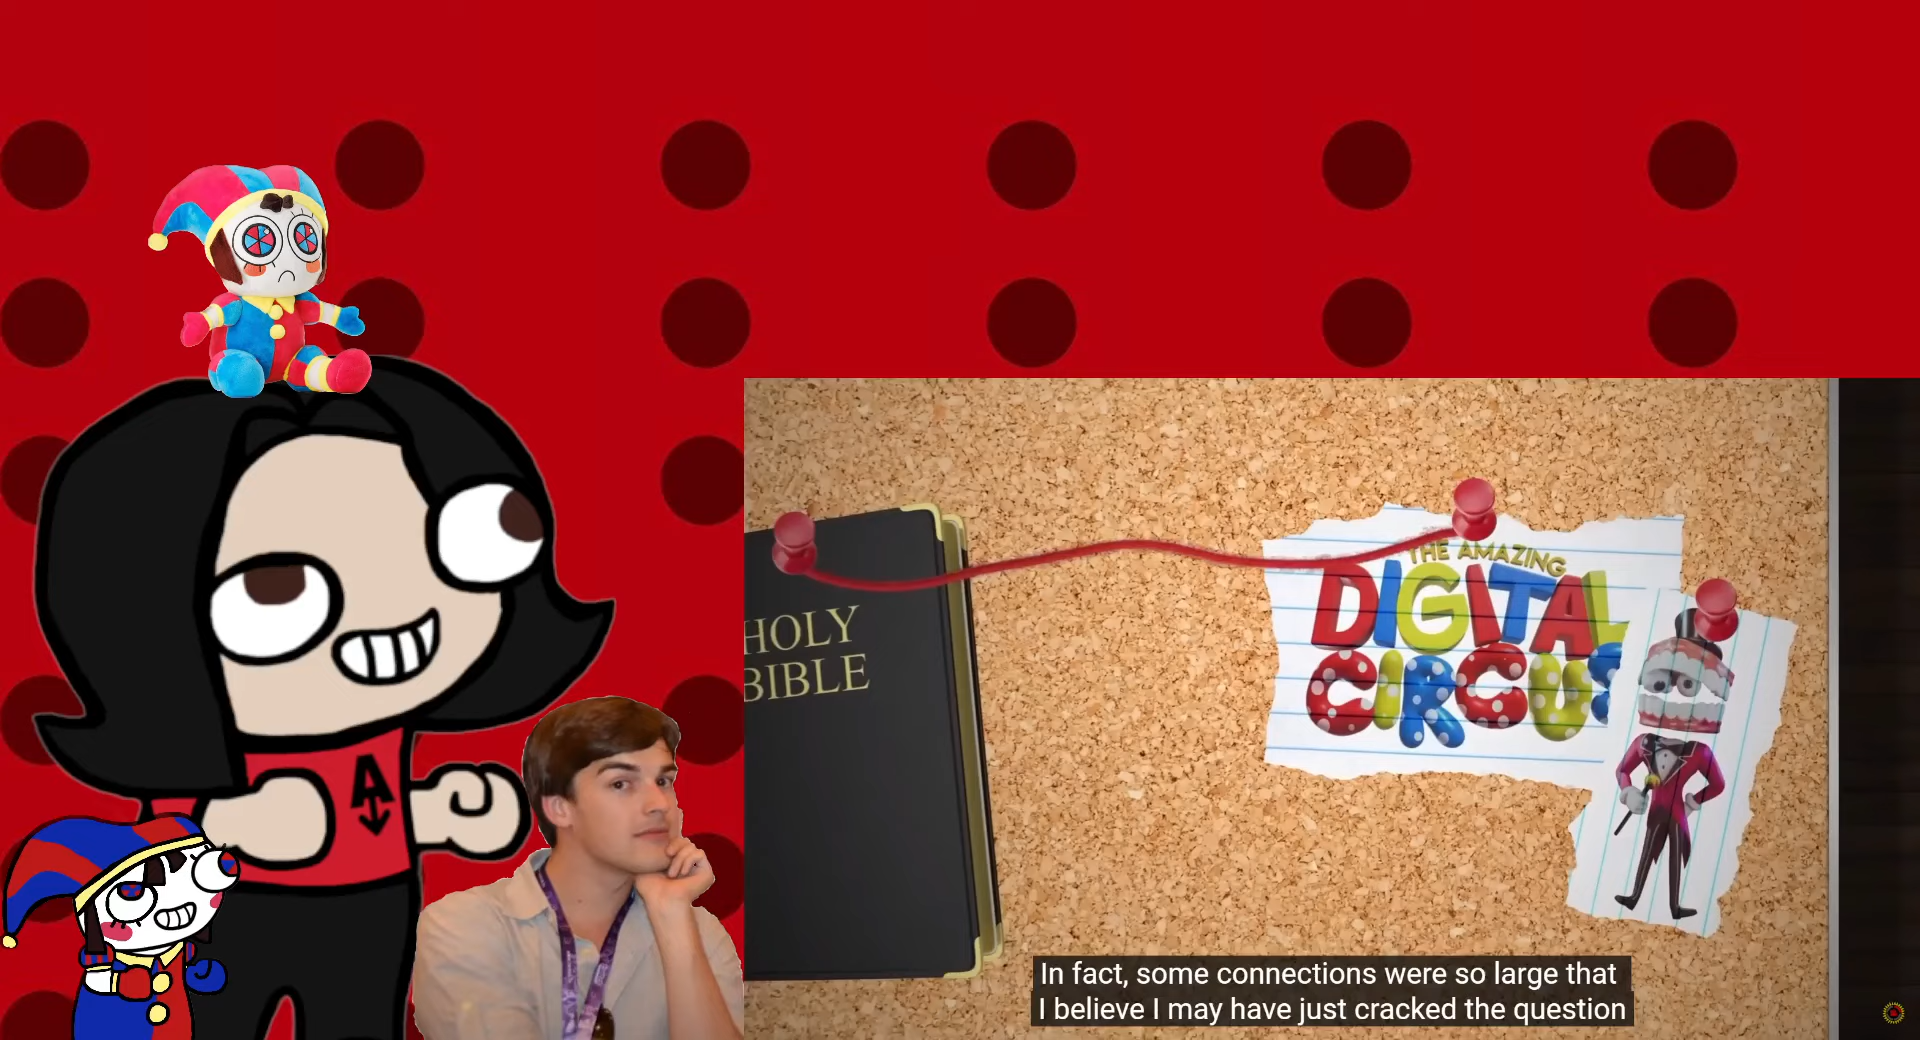 THE AMAZING
DIGITAL
CIRCUS
HOLY
BIBLE
A
In fact, some connections were so large that
I believe I may have just cracked the question